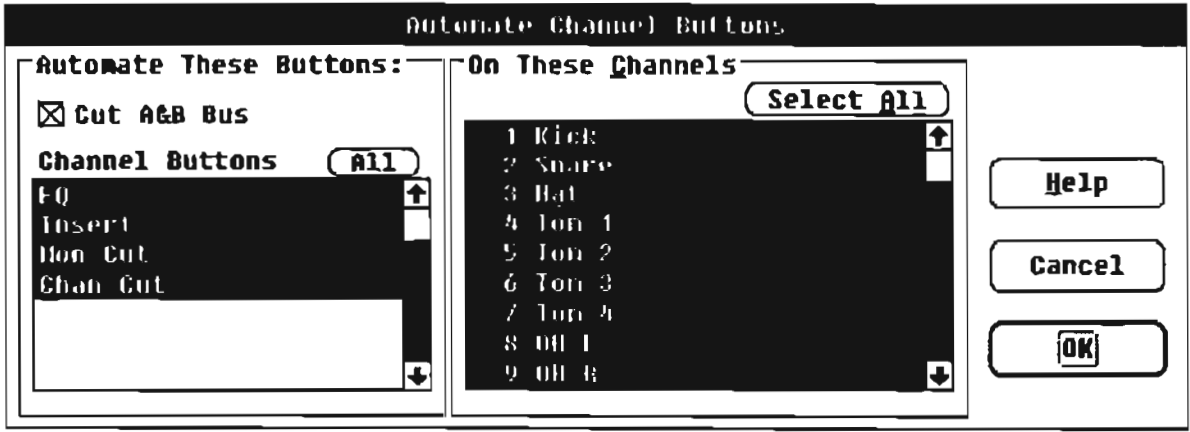 Automate Channel Buttons
Automate These Buttons:
Cut A&B Bus
Channel Buttons All
EQ
Insert
Mon Cut
Chan Cut
On These Channels
Select All
1 Kick
2 Snare
3 Hat
4 Tom 1
5 Tom 2
6 Tom 3
7 Tom 4
8 OH L
9 OH R
Help
Cancel
OK